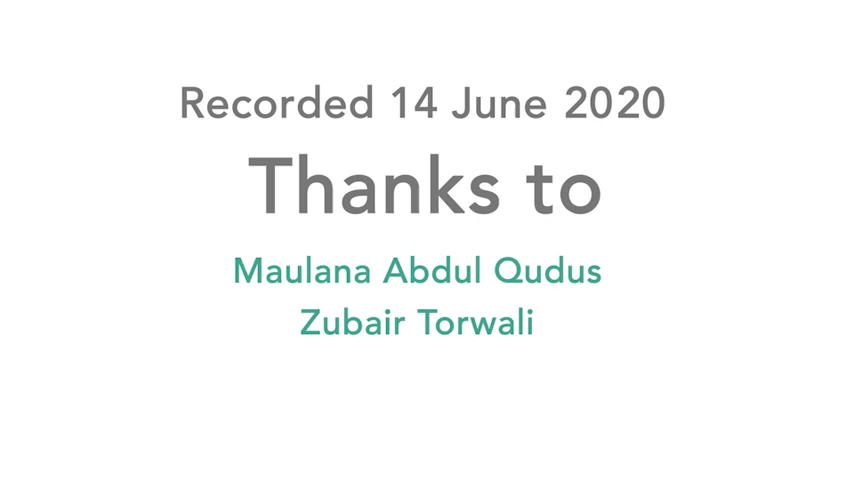 Recorded 14 June 2020
Thanks to
Maulana Abdul Qudus
Zubair Torwali